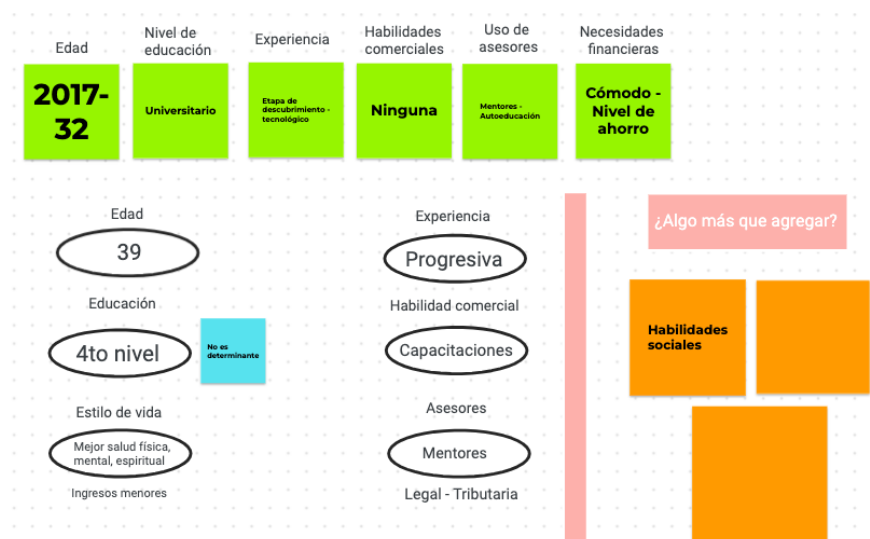 Edad
Nivel de
educación
Experiencia
Habilidades
comerciales
Uso de
asesores
Necesidades
financieras
2017-
32
Universitario
Etapa de
descubrimiento -
tecnológico
Ninguna
Mentores -
Autoeducación
Cómodo -
Nivel de
ahorro
Edad
39
Educación
4to nivel
No es
determinante
Estilo de vida
Mejor salud física,
mental, espiritual
Ingresos menores
Experiencia
Progresiva
Habilidad comercial
Capacitaciones
Asesores
Mentores
Legal - Tributaria
¿Algo más que agregar?
Habilidades
sociales